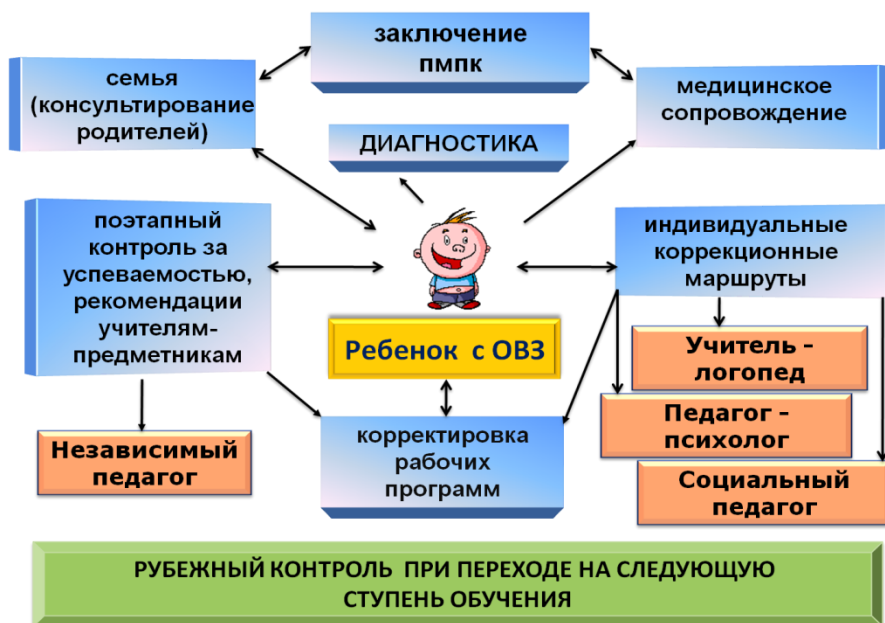 заключение
пмпк
семья
(консультирование
родителей)
медицинское
сопровождение
ДИАГНОСТИКА
поэтапный
контроль за
успеваемостью,
рекомендации
учителям-
предметникам
индивидуальные
коррекционные
маршруты
Ребенок с ОВЗ
Учитель -
логопед
Педагог -
психолог
Социальный
педагог
Независимый
педагог
корректировка
рабочих
программ
РУБЕЖНЫЙ КОНТРОЛЬ ПРИ ПЕРЕХОДЕ НА СЛЕДУЮЩУЮ
СТУПЕНЬ ОБУЧЕНИЯ